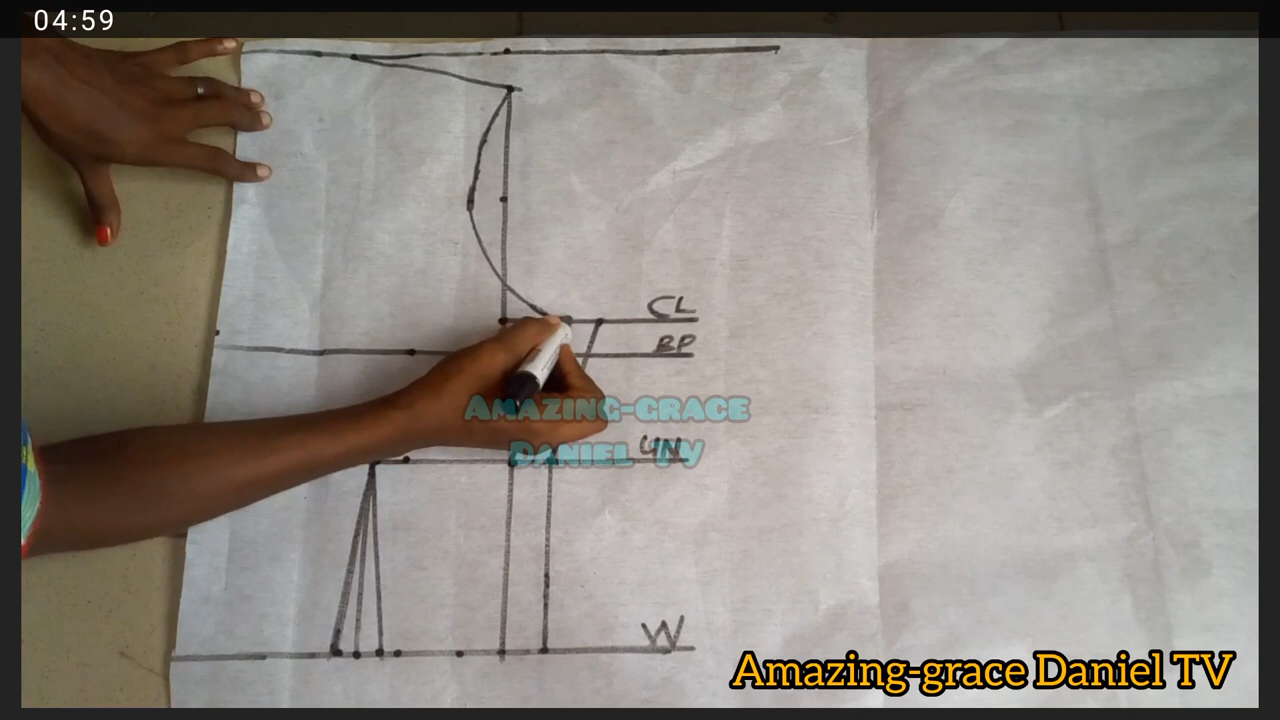 04:59
CL
BP
AMAZING-GRACE
DANIEL TV
UN
W
Amazing-grace Daniel TV